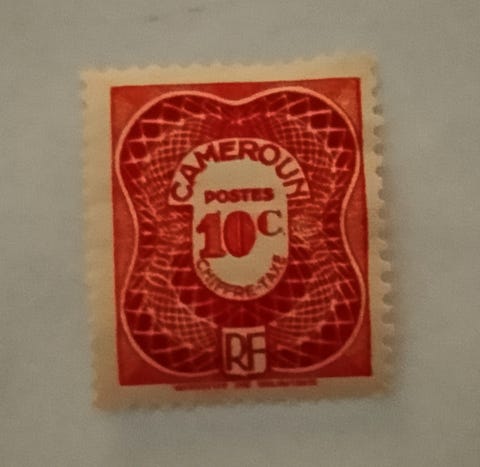 CAMEROUN
POSTES
10C.
CHIFFRE-TAXE
RF